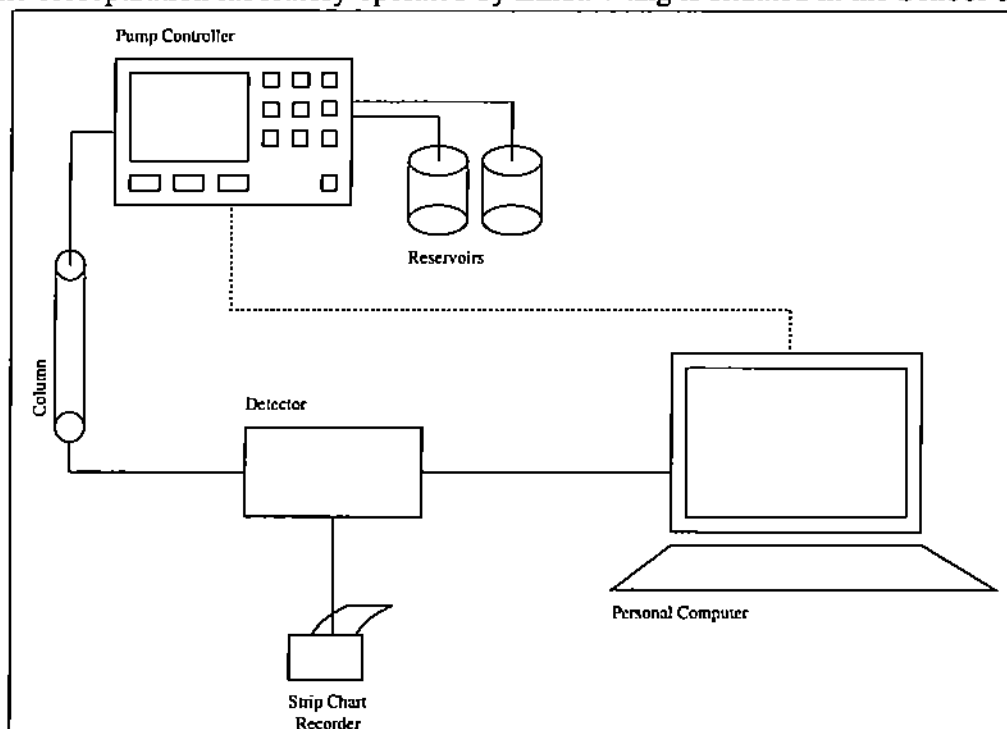 Pump Controller
Reservoirs
Column
Detector
Personal Computer
Strip Chart
Recorder